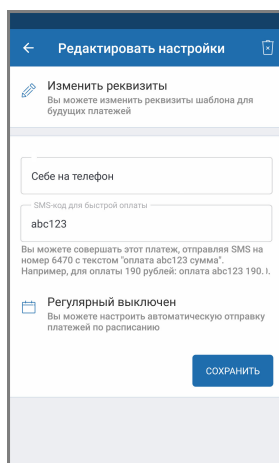 Редактировать настройки
Изменить реквизиты
Вы можете изменить реквизиты шаблона для
будущих платежей
Себе на телефон
SMS-код для быстрой оплаты
abc123
Вы можете совершать этот платеж, отправляя SMS на
номер 6470 с текстом "оплата abc123 сумма".
Например, для оплаты 190 рублей: оплата abc123 190.
Регулярный выключен
Вы можете настроить автоматическую отправку
платежей по расписанию
СОХРАНИТЬ